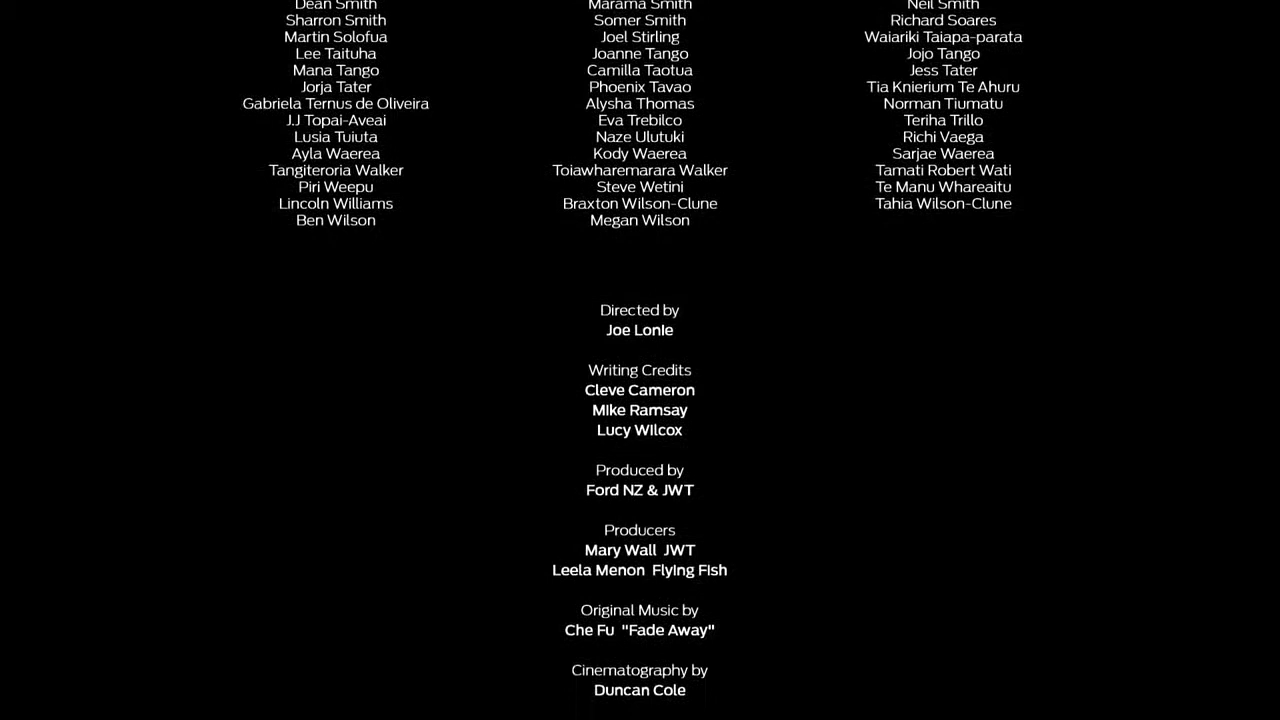 Dean Smith Marama Smith Neil Smith
Sharron Smith Somer Smith Richard Soares
Martin Solofua Joel Stirling Waiariki Taiapa-parata
Lee Taituha Joanne Tango Jojo Tango
Mana Tango Camilla Taotua Jess Tater
Jorja Tater Phoenix Tavao Tia Knierium Te Ahuru
Gabriela Ternus de Oliveira Alysha Thomas Norman Tiumatu
J.J Topai-Aveai Eva Trebilco Teriha Trillo
Lusia Tuiuta Naze Ulutuki Richi Vaega
Ayla Waerea Kody Waerea Sarjae Waerea
Tangiteroria Walker Toiawharemarara Walker Tamati Robert Wati
Piri Weepu Steve Wetini Te Manu Whareaitu
Lincoln Williams Braxton Wilson-Clune Tahia Wilson-Clune
Ben Wilson Megan Wilson
Directed by
Joe Lonie
Writing Credits
Cleve Cameron
Mike Ramsay
Lucy Wilcox
Produced by
Ford NZ & JWT
Producers
Mary Wall JWT
Leela Menon Flying Fish
Original Music by
Che Fu "Fade Away"
Cinematography by
Duncan Cole